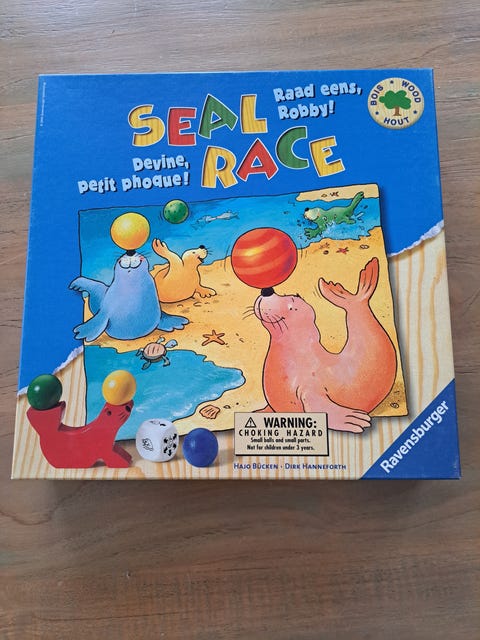 Raad eens,
Robby!
SEAL
RACE
Devine,
petit phoque!
BOIS • WOOD
HOUT
WARNING:
CHOKING HAZARD
Small balls and small parts.
Not for children under 3 years.
HAJO BÜCKEN • DIRK HANNEFORTH
Ravensburger